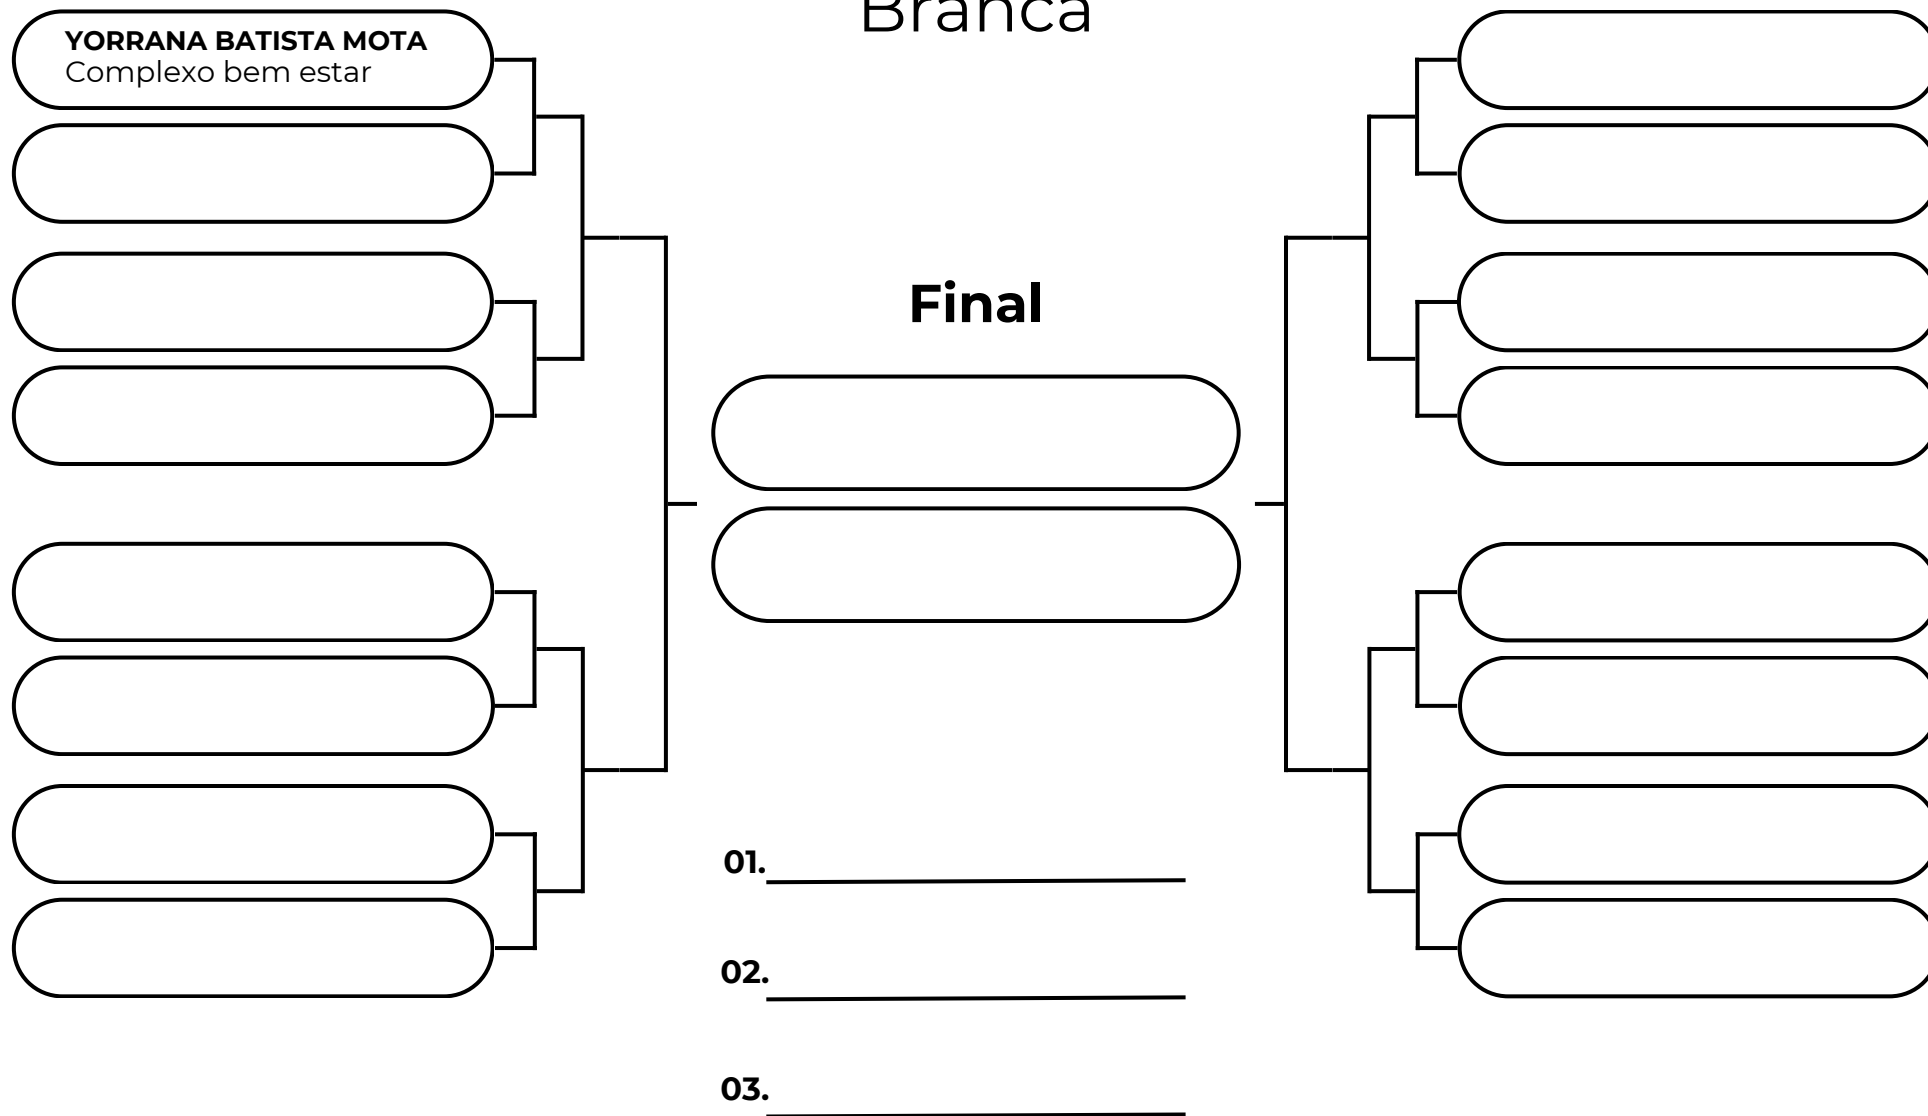 Branca
YORRANA BATISTA MOTA
Complexo bem estar
Final
01.
02.
03.